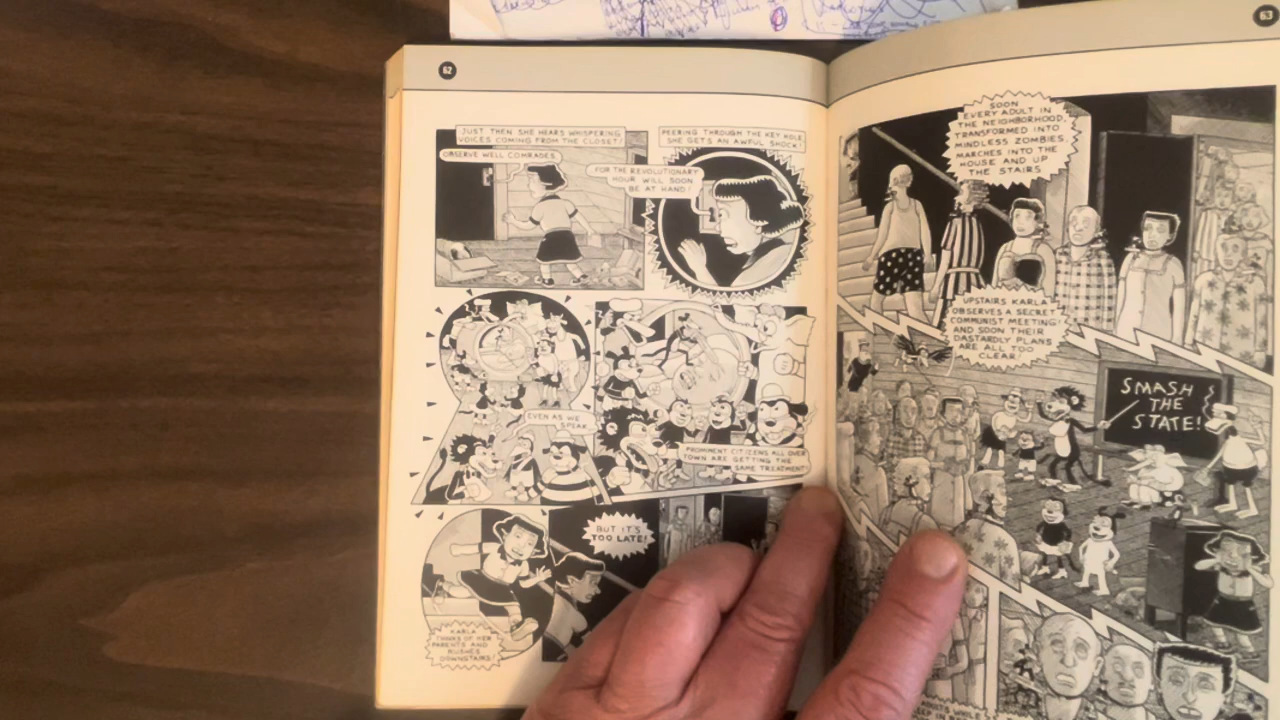 62
JUST THEN SHE HEARS WHISPERING
VOICES COMING FROM THE CLOSET!
OBSERVE WELL COMRADES
PEERING THROUGH THE KEY HOLE
SHE GETS AN AWFUL SHOCK!
FOR THE REVOLUTIONARY
HOUR WILL SOON
BE AT HAND!
EVEN AS WE
SPEAK
PROMINENT CITIZENS ALL OVER
TOWN ARE GETTING THE
SAME TREATMENT!
BUT IT'S
TOO LATE!
KARLA
THINKS OF HER
PARENTS AND
RUSHES
DOWNSTAIRS!
63
SOON
EVERY ADULT IN
THE NEIGHBORHOOD,
TRANSFORMED INTO
MINDLESS ZOMBIES,
MARCHES INTO THE
HOUSE AND UP
THE STAIRS
UPSTAIRS KARLA
OBSERVES A SECRET
COMMUNIST MEETING!
AND SOON THEIR
DASTARDLY PLANS
ARE ALL TOO
CLEAR!
SMASH
THE
STATE!
WHILE